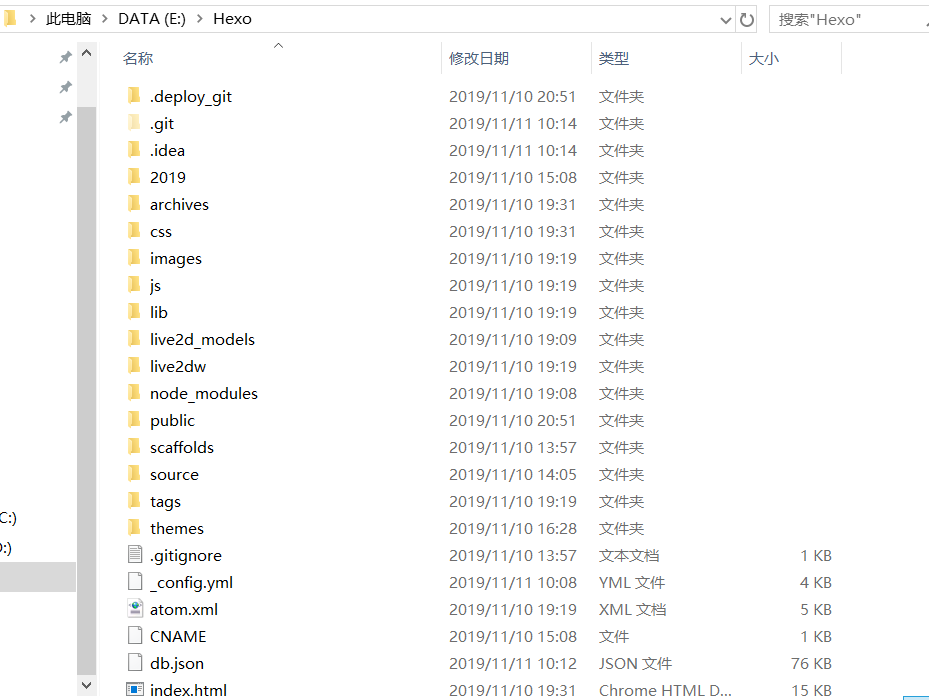 此电脑 DATA (E:) Hexo 搜索"Hexo"
名称 修改日期 类型 大小
.deploy_git 2019/11/10 20:51 文件夹
.git 2019/11/11 10:14 文件夹
.idea 2019/11/11 10:14 文件夹
2019 2019/11/10 15:08 文件夹
archives 2019/11/10 19:31 文件夹
css 2019/11/10 19:31 文件夹
images 2019/11/10 19:19 文件夹
js 2019/11/10 19:19 文件夹
lib 2019/11/10 19:19 文件夹
live2d_models 2019/11/10 19:09 文件夹
live2dw 2019/11/10 19:19 文件夹
node_modules 2019/11/10 19:08 文件夹
public 2019/11/10 20:51 文件夹
scaffolds 2019/11/10 13:57 文件夹
source 2019/11/10 14:05 文件夹
tags 2019/11/10 19:19 文件夹
C:)
themes 2019/11/10 16:28 文件夹
:)
.gitignore 2019/11/10 13:57 文本文档 1 KB
_config.yml 2019/11/11 10:08 YML 文件 4 KB
atom.xml 2019/11/10 19:19 XML 文档 5 KB
CNAME 2019/11/10 15:08 文件 1 KB
db.json 2019/11/11 10:12 JSON 文件 76 KB
index.html 2019/11/10 19:31 Chrome HTML D... 15 KB